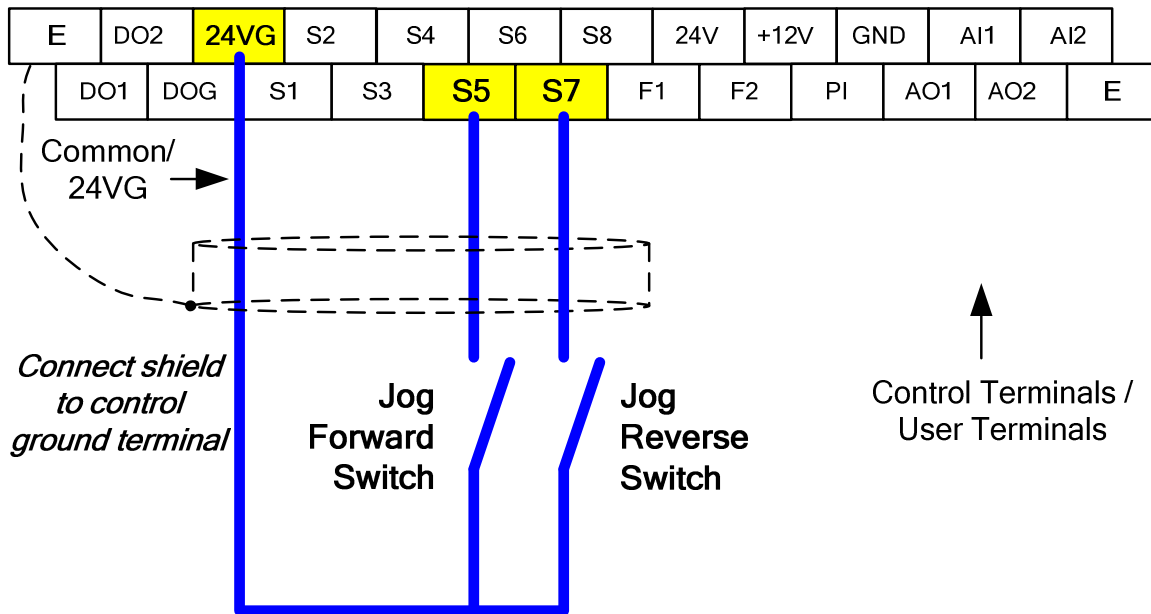 E DO2 24VG S2 S4 S6 S8 24V +12V GND AI1 AI2
DO1 DOG S1 S3 S5 S7 F1 F2 PI AO1 AO2 E
Common/
24VG
Connect shield
to control
ground terminal
Jog
Forward
Switch
Jog
Reverse
Switch
Control Terminals /
User Terminals